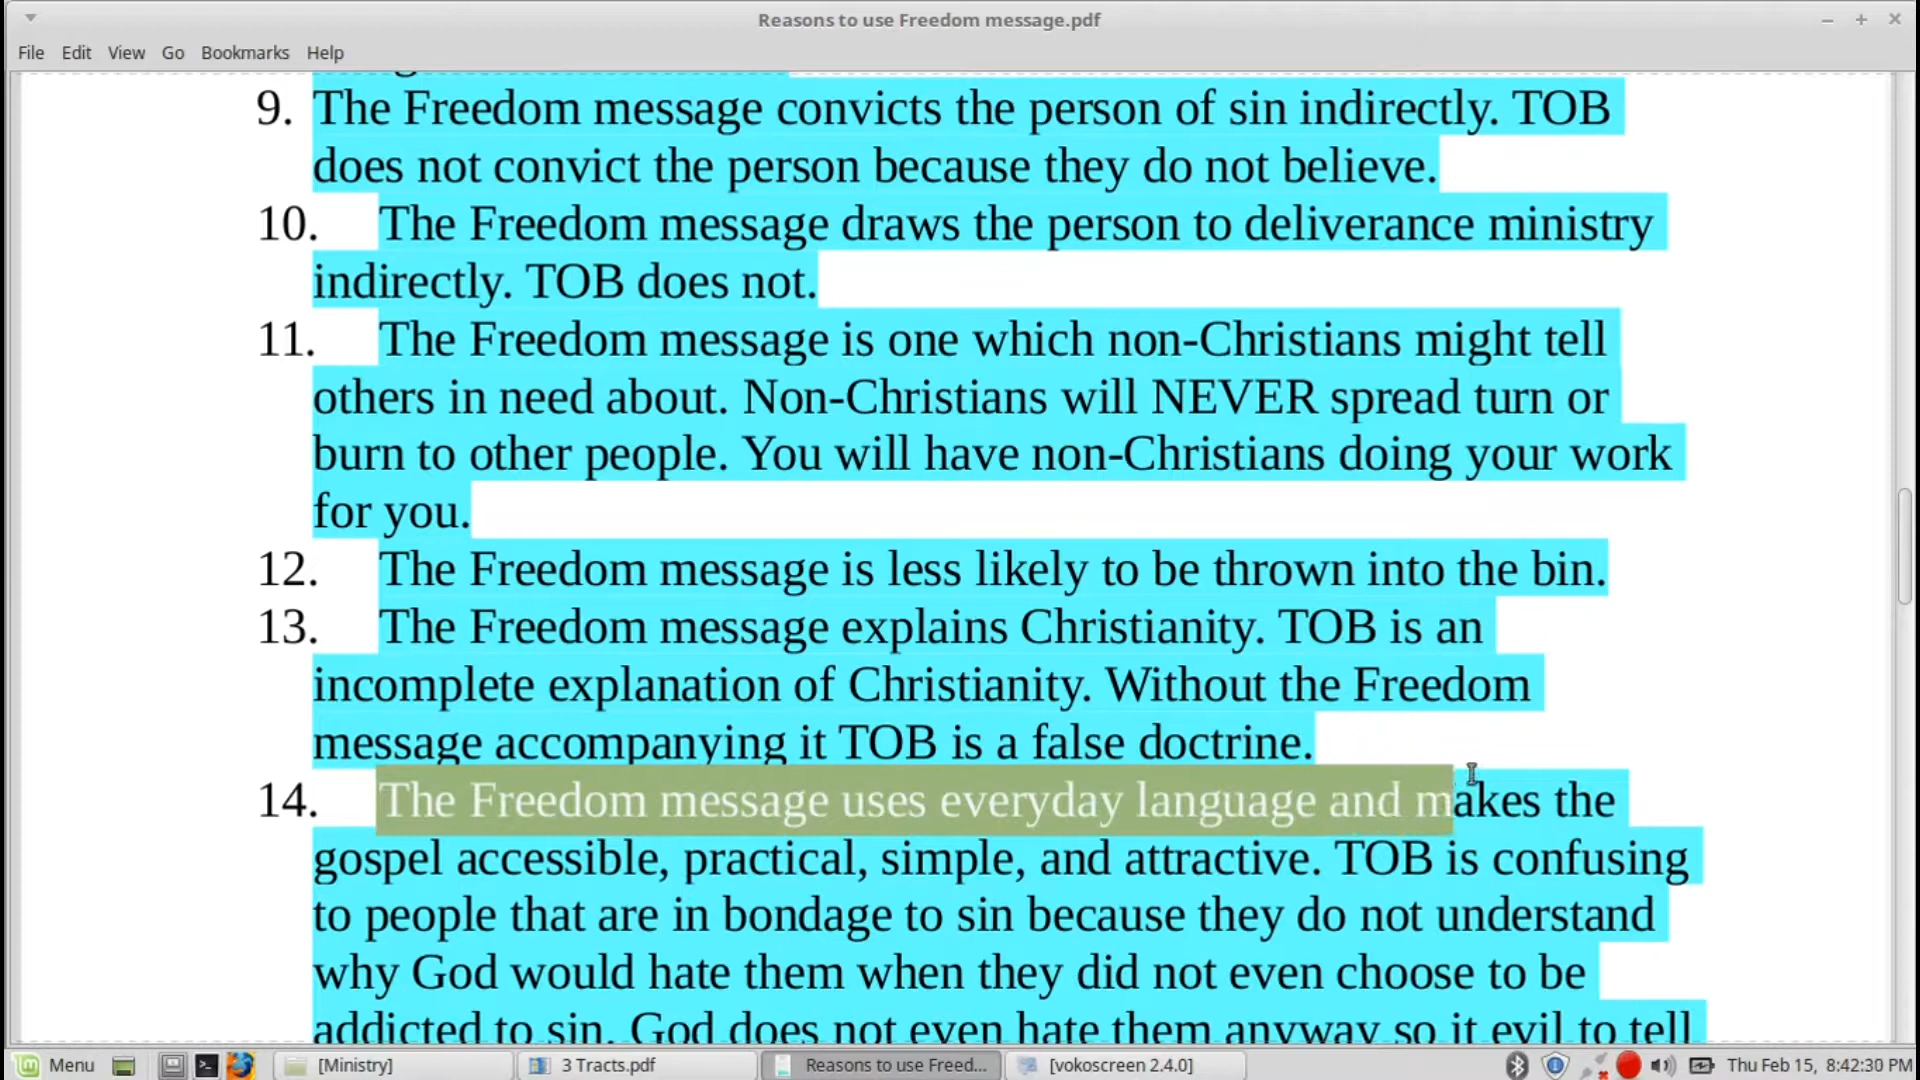 Reasons to use Freedom message.pdf
File Edit View Go Bookmarks Help
9. The Freedom message convicts the person of sin indirectly. TOB
does not convict the person because they do not believe.
10. The Freedom message draws the person to deliverance ministry
indirectly. TOB does not.
11. The Freedom message is one which non-Christians might tell
others in need about. Non-Christians will NEVER spread turn or
burn to other people. You will have non-Christians doing your work
for you.
12. The Freedom message is less likely to be thrown into the bin.
13. The Freedom message explains Christianity. TOB is an
incomplete explanation of Christianity. Without the Freedom
message accompanying it TOB is a false doctrine.
14. The Freedom message uses everyday language and makes the
gospel accessible, practical, simple, and attractive. TOB is confusing
to people that are in bondage to sin because they do not understand
why God would hate them when they did not even choose to be
addicted to sin. God does not even hate them anyway so it evil to tell
Menu [Ministry] 3 Tracts.pdf Reasons to use Freed... [vokoscreen 2.4.0] Thu Feb 15, 8:42:30 PM